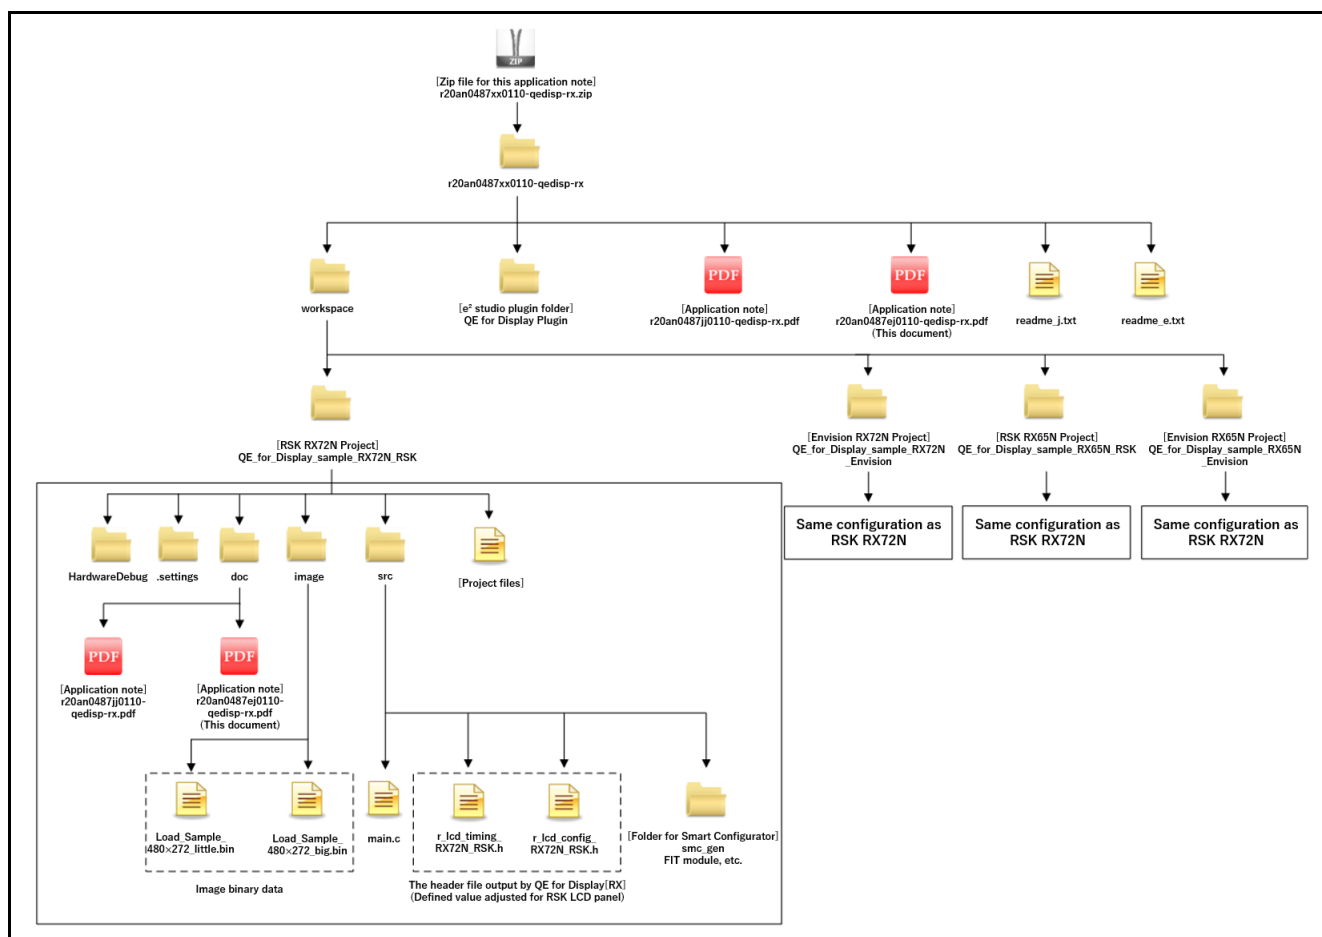 ZIP
[Zip file for this application note]
r20an0487xx0110-qedisp-rx.zip
r20an0487xx0110-qedisp-rx
workspace
[e² studio plugin folder]
QE for Display Plugin
PDF
[Application note]
r20an0487jj0110-qedisp-rx.pdf
PDF
[Application note]
r20an0487ej0110-qedisp-rx.pdf
(This document)
readme_j.txt
readme_e.txt
[RSK RX72N Project]
QE_for_Display_sample_RX72N_RSK
[Envision RX72N Project]
QE_for_Display_sample_RX72N
_Envision
[RSK RX65N Project]
QE_for_Display_sample_RX65N_RSK
[Envision RX65N Project]
QE_for_Display_sample_RX65N
_Envision
Same configuration as
RSK RX72N
Same configuration as
RSK RX72N
Same configuration as
RSK RX72N
HardwareDebug
.settings
doc
image
src
[Project files]
PDF
[Application note]
r20an0487jj0110-
qedisp-rx.pdf
PDF
[Application note]
r20an0487ej0110-
qedisp-rx.pdf
(This document)
Load_Sample_
480×272_little.bin
Load_Sample_
480×272_big.bin
Image binary data
main.c
r_lcd_timing_
RX72N_RSK.h
r_lcd_config_
RX72N_RSK.h
The header file output by QE for Display[RX]
(Defined value adjusted for RSK LCD panel)
[Folder for Smart Configurator]
smc_gen
FIT module, etc.